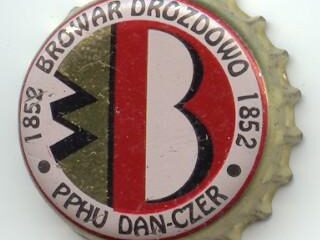 BROWAR DROZDOWO
1852 1852
B
PPHU DAN-CZER